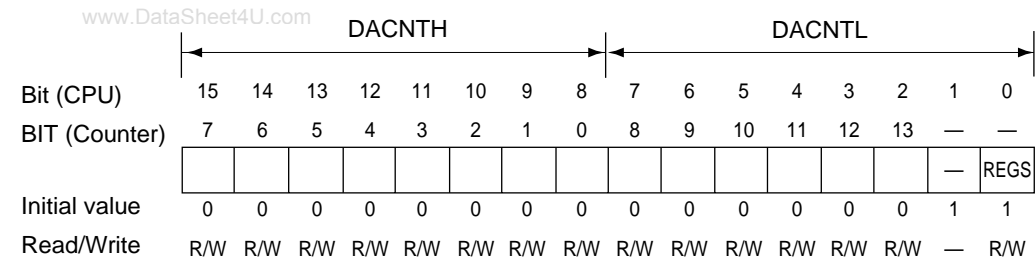 www.DataSheet4U.com
DACNTH DACNTL
Bit (CPU) 15 14 13 12 11 10 9 8 7 6 5 4 3 2 1 0
BIT (Counter) 7 6 5 4 3 2 1 0 8 9 10 11 12 13 — —
— REGS
Initial value 0 0 0 0 0 0 0 0 0 0 0 0 0 0 1 1
Read/Write R/W R/W R/W R/W R/W R/W R/W R/W R/W R/W R/W R/W R/W R/W — R/W